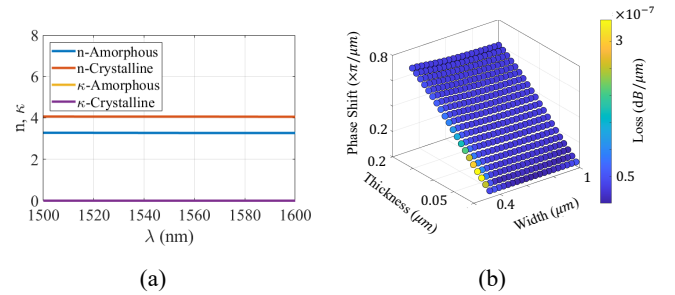 8
6
4
2
0
n, κ
n-Amorphous
n-Crystalline
κ-Amorphous
κ-Crystalline
1500 1520 1540 1560 1580 1600
λ (nm)
(a)
Phase Shift (×π/μm)
0.8
0.2
0.2
0.05
Thickness (μm)
0.4
1
Width (μm)
×10⁻⁷
3
0.5
Loss (dB/μm)
(b)